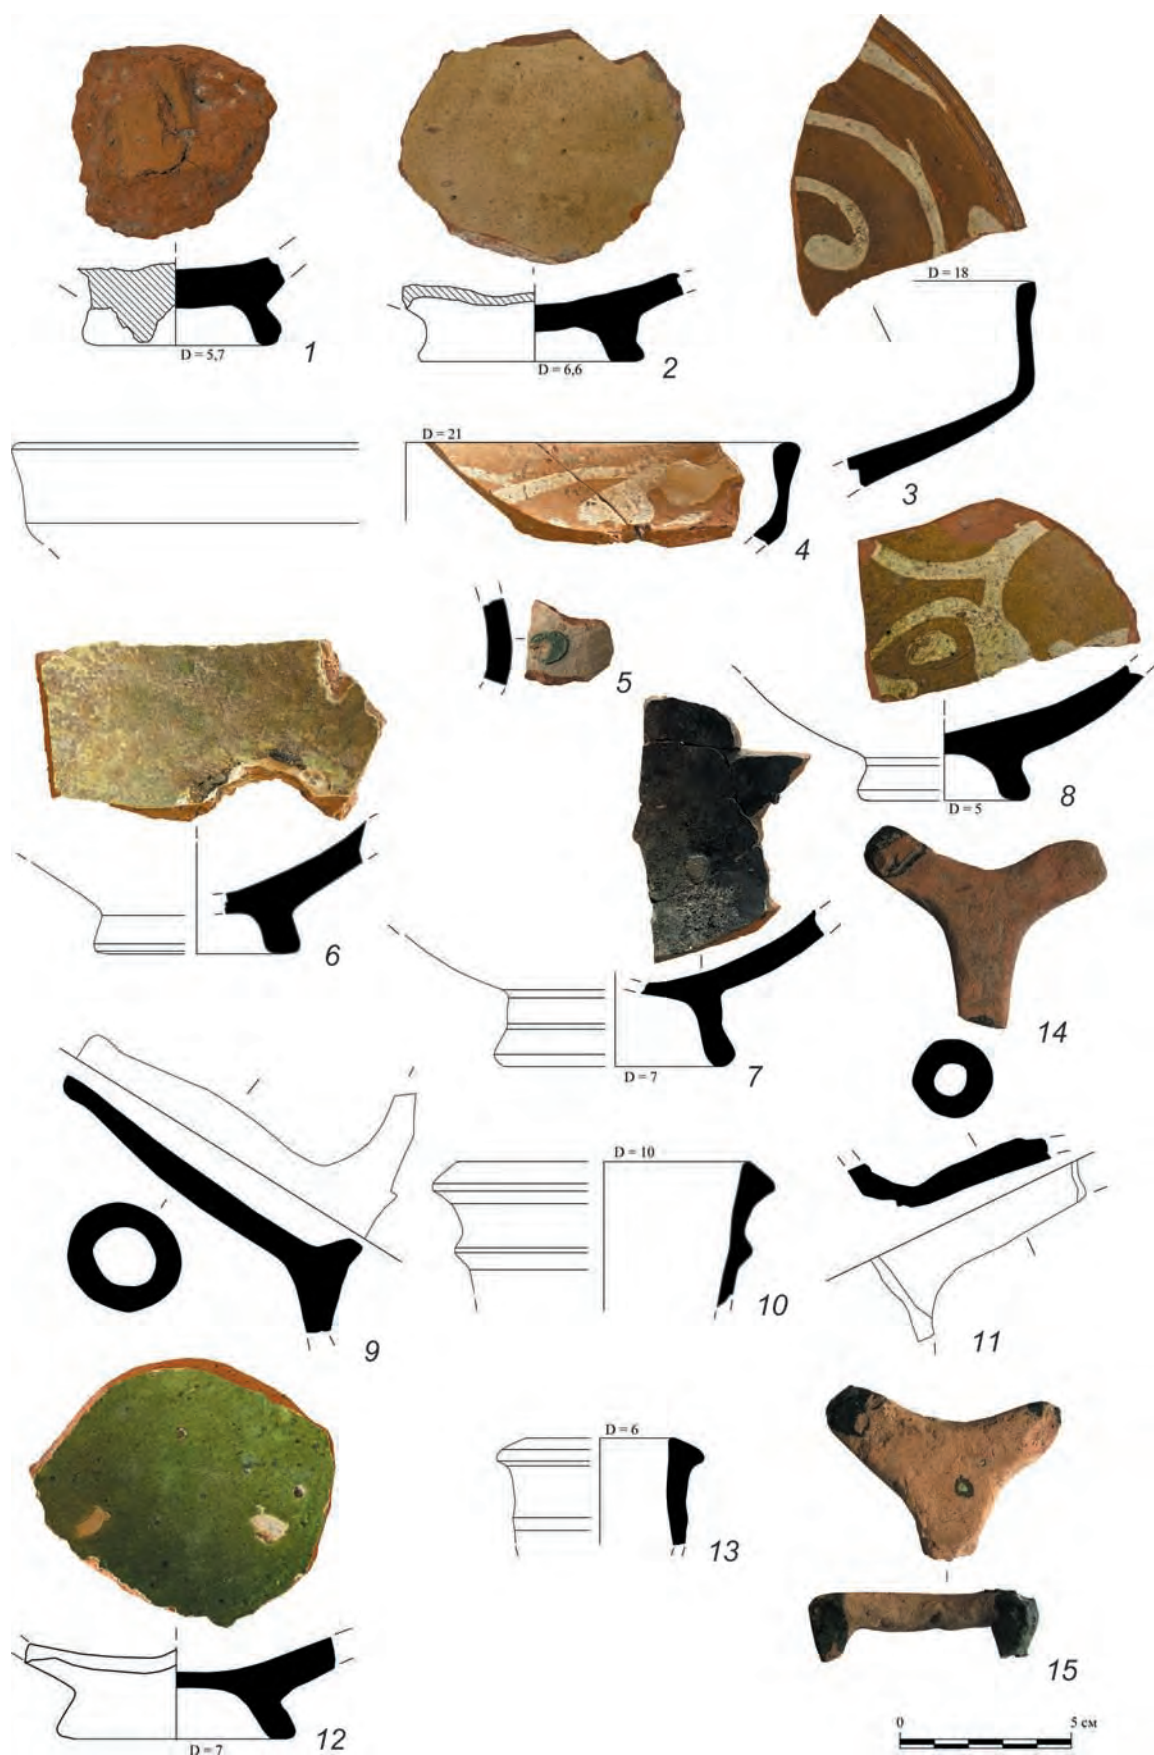 D = 5,7
1
D = 6,6
2
D = 18
3
D = 21
4
5
6
7
D = 7
8
D = 5
14
9
D = 10
10
11
12
D = 7
D = 6
13
15
0 5 см